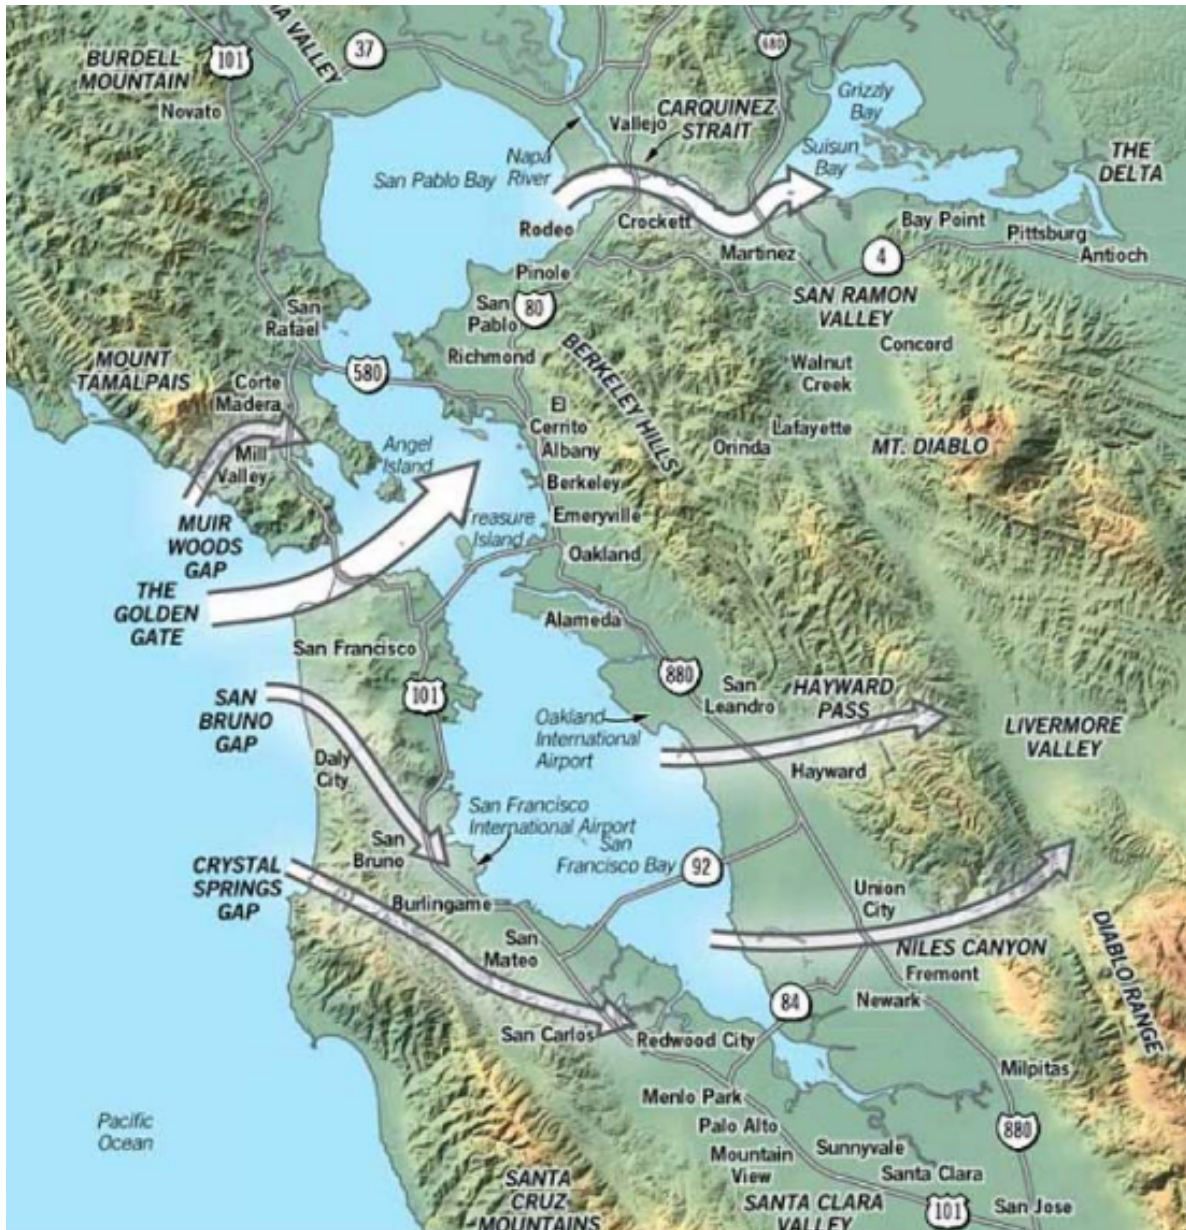 BURDELL
MOUNTAIN
101
VALLEY
37
680
Novato
Grizzly
Bay
CARQUINEZ
STRAIT
Vallejo
Napa
River
San Pablo Bay
Suisun
Bay
THE
DELTA
Rodeo
Crockett
Martinez
Bay Point
Pittsburg
Antioch
4
Pinole
San
Pablo
80
SAN RAMON
VALLEY
San
Rafael
Richmond
Concord
Walnut
Creek
MOUNT
TAMALPAIS
580
Corte
Madera
BERKELEY HILLS
El
Cerrito
Albany
Lafayette
Orinda
MT. DIABLO
Mill
Valley
Angel
Island
Berkeley
MUIR
WOODS
GAP
Treasure
Island
Emeryville
Oakland
THE
GOLDEN
GATE
Alameda
San Francisco
880
San
Leandro
HAYWARD
PASS
SAN
BRUNO
GAP
101
Oakland
International
Airport
LIVERMORE
VALLEY
Daly
City
Hayward
San Francisco
International Airport
San
Bruno
San
Francisco Bay
92
CRYSTAL
SPRINGS
GAP
Burlingame
Union
City
San
Mateo
NILES CANYON
DIABLO RANGE
Fremont
84
Newark
San Carlos
Redwood City
Milpitas
Menlo Park
Pacific
Ocean
Palo Alto
880
Mountain
View
Sunnyvale
Santa Clara
SANTA
CRUZ
MOUNTAINS
SANTA CLARA
VALLEY
101
San Jose